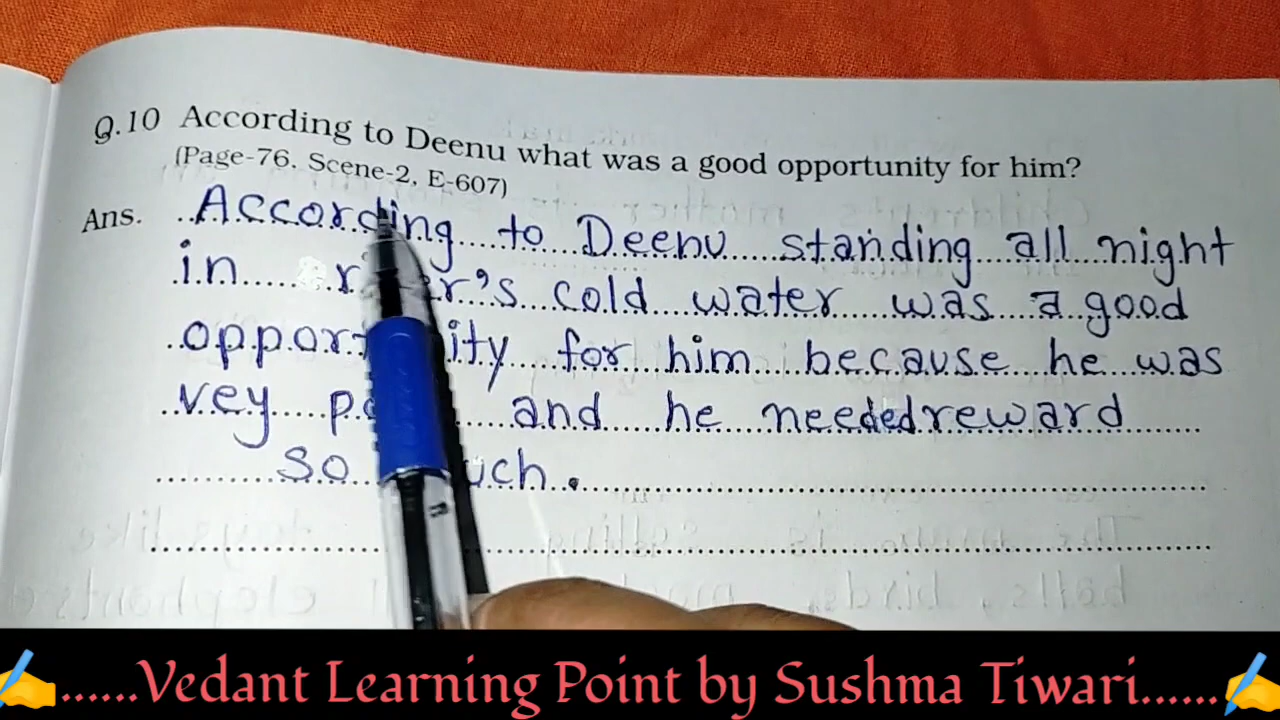 Q.10 According to Deenu what was a good opportunity for him?
(Page-76, Scene-2, E-607)
Ans. According to Deenu standing all night
in cold water was a good
for him because he was
vey and he needed reward
so
......Vedant Learning Point by Sushma Tiwari......